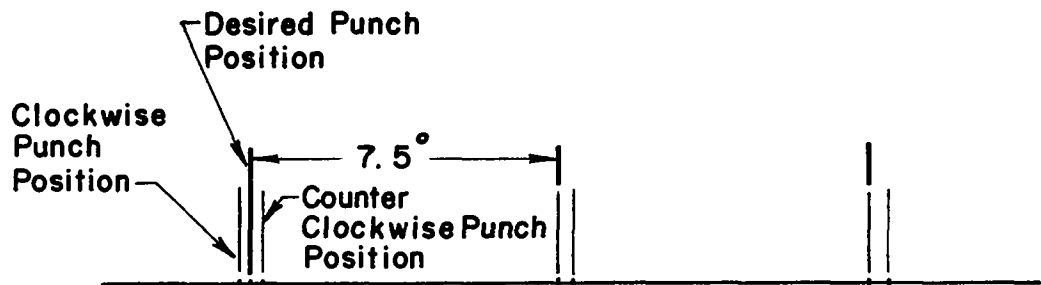 Desired Punch
Position
Clockwise
Punch
Position
7.5°
Counter
Clockwise Punch
Position